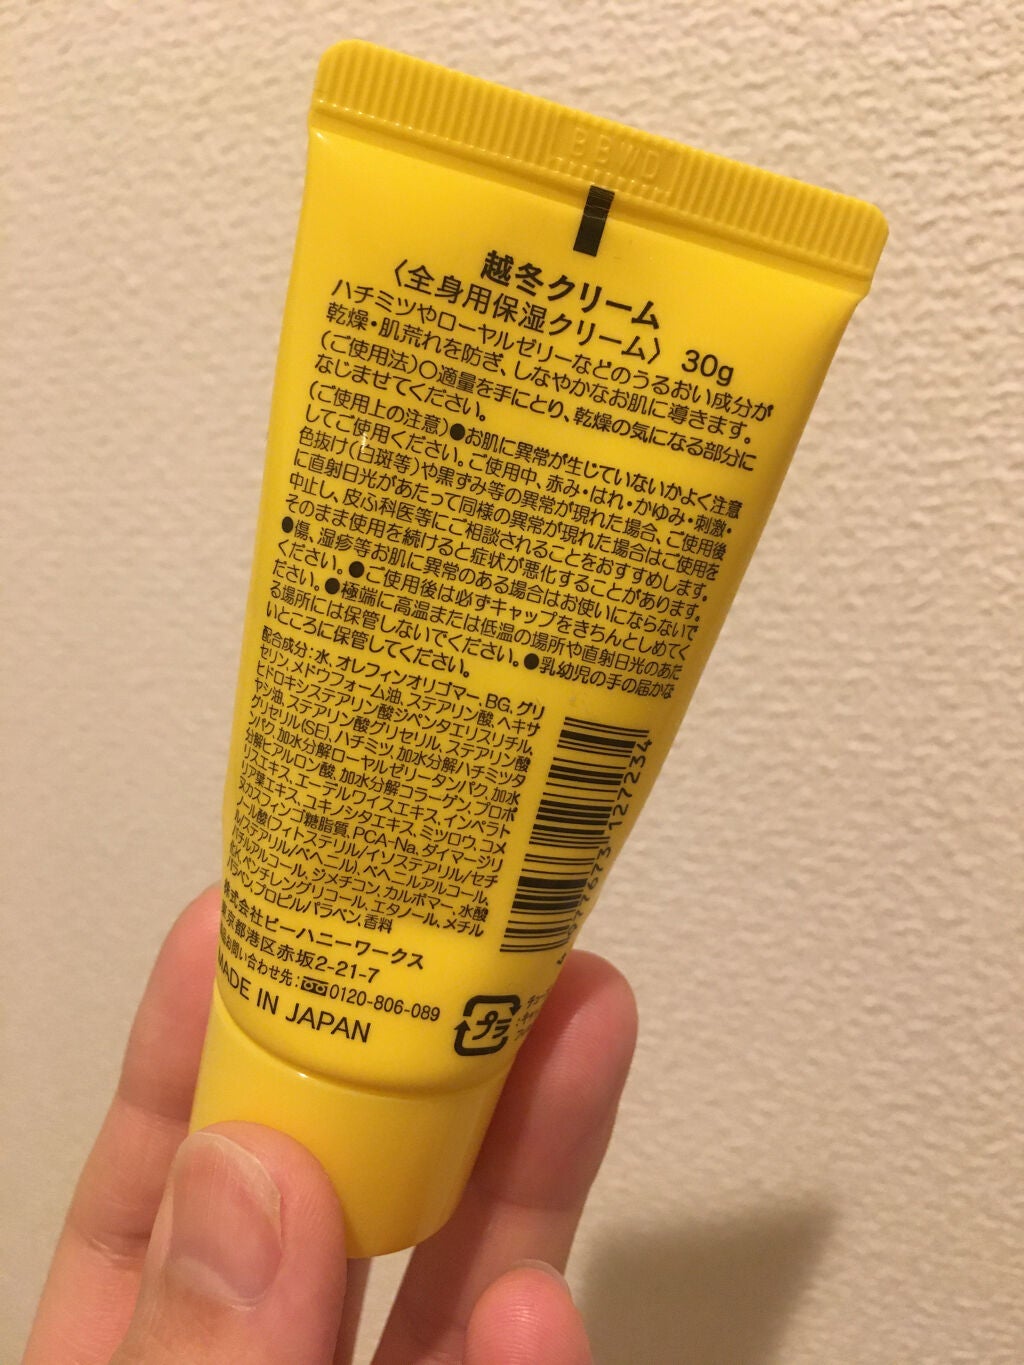 BBWD
越冬クリーム
〈全身用保湿クリーム〉 30g
ハチミツやローヤルゼリーなどのうるおい成分が
乾燥・肌荒れを防ぎ、しなやかなお肌に導きます。
(ご使用法)○適量を手にとり、乾燥の気になる部分に
なじませてください。
(ご使用上の注意)●お肌に異常が生じていないかよく注意
してご使用ください。ご使用中、赤み・はれ・かゆみ・刺激・
色抜け(白斑等)や黒ずみ等の異常が現れた場合、ご使用後
に直射日光があたって同様の異常が現れた場合はご使用を
中止し、皮ふ科医等にご相談されることをおすすめします。
そのまま使用を続けると症状が悪化することがあります。
●傷、湿疹等お肌に異常のある場合はお使いにならないで
ください。●ご使用後は必ずキャップをきちんとしめてく
ださい。●極端に高温または低温の場所や直射日光のあた
る場所には保管しないでください。●乳幼児の手の届かな
いところに保管してください。
配合成分:水、オレフィンオリゴマー、BG、グリ
セリン、メドウフォーム油、ステアリン酸、ヘキサ
ヒドロキシステアリン酸ジペンタエリスリチル、
ヤシ油、ステアリン酸グリセリル、ステアリン酸
グリセリル(SE)、ハチミツ、加水分解ハチミツタ
ンパク、加水分解ローヤルゼリータンパク、加水
分解ヒアルロン酸、加水分解コラーゲン、プロポ
リスエキス、エーデルワイスエキス、インペラト
リア葉エキス、ユキノシタエキス、ミツロウ、コメ
ヌカスフィンゴ糖脂質、PCA-Na、ダイマージリ
ノール酸(フィトステリル/イソステアリル/セチ
ル/ステアリル/ベヘニル)、ベヘニルアルコール、
バチルアルコール、ジメチコン、カルボマー、水酸
化K、ペンチレングリコール、エタノール、メチル
パラベン、プロピルパラベン、香料
株式会社ビーハニーワークス
東京都港区赤坂2-21-7
お問い合わせ先:0120-806-089
MADE IN JAPAN
プラ
127234